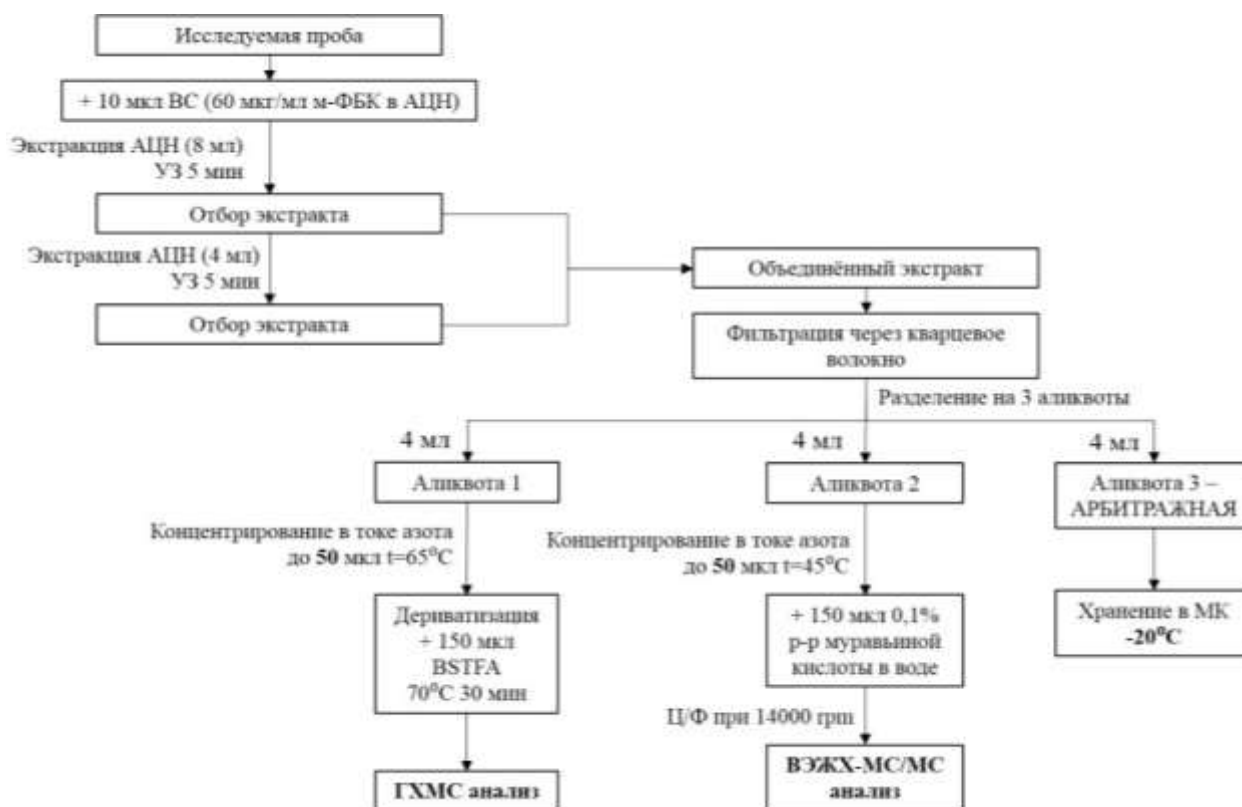 Исследуемая проба
+ 10 мкл ВС (60 мкг/мл м-ФБК в АЦН)
Экстракция АЦН (8 мл)
УЗ 5 мин
Отбор экстракта
Экстракция АЦН (4 мл)
УЗ 5 мин
Отбор экстракта
Объединённый экстракт
Фильтрация через кварцевое
волокно
Разделение на 3 аликвоты
4 мл
Аликвота 1
Концентрирование в токе азота
до 50 мкл t=65⁰C
Дериватизация
+ 150 мкл
BSTFA
70⁰C 30 мин
ГХМС анализ
4 мл
Аликвота 2
Концентрирование в токе азота
до 50 мкл t=45⁰C
+ 150 мкл 0,1%
р-р муравьиной
кислоты в воде
Ц/Ф при 14000 rpm
ВЭЖХ-МС/МС
анализ
4 мл
Аликвота 3 –
АРБИТРАЖНАЯ
Хранение в МК
-20⁰C